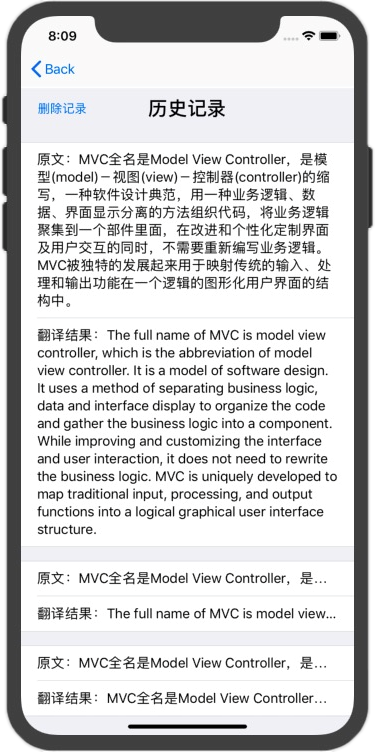 8:09
Back
删除记录
历史记录
原文：MVC全名是Model View Controller，是模
型(model)－视图(view)－控制器(controller)的缩
写，一种软件设计典范，用一种业务逻辑、数
据、界面显示分离的方法组织代码，将业务逻辑
聚集到一个部件里面，在改进和个性化定制界面
及用户交互的同时，不需要重新编写业务逻辑。
MVC被独特的发展起来用于映射传统的输入、处
理和输出功能在一个逻辑的图形化用户界面的结
构中。
翻译结果：The full name of MVC is model view
controller, which is the abbreviation of model
view controller. It is a model of software design.
It uses a method of separating business logic,
data and interface display to organize the code
and gather the business logic into a component.
While improving and customizing the interface
and user interaction, it does not need to rewrite
the business logic. MVC is uniquely developed to
map traditional input, processing, and output
functions into a logical graphical user interface
structure.
原文：MVC全名是Model View Controller，是...
翻译结果：The full name of MVC is model view...
原文：MVC全名是Model View Controller，是...
翻译结果：MVC全名是Model View Controller...